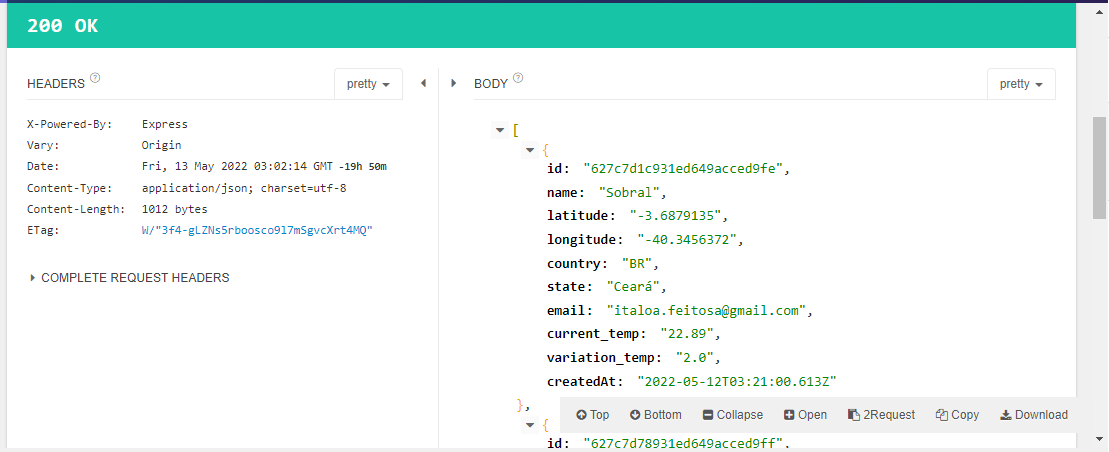 200 OK
HEADERS ?
pretty
X-Powered-By: Express
Vary: Origin
Date: Fri, 13 May 2022 03:02:14 GMT -19h 50m
Content-Type: application/json; charset=utf-8
Content-Length: 1012 bytes
ETag: W/"3f4-gLZNs5rboosco9l7mSgvcXrt4MQ"
COMPLETE REQUEST HEADERS
BODY ?
pretty
[
{
id: "627c7d1c931ed649acced9fe",
name: "Sobral",
latitude: "-3.6879135",
longitude: "-40.3456372",
country: "BR",
state: "Ceará",
email: "italoa.feitosa@gmail.com",
current_temp: "22.89",
variation_temp: "2.0",
createdAt: "2022-05-12T03:21:00.613Z"
},
{
id: "627c7d78931ed649acced9ff",
Top Bottom Collapse Open 2Request Copy Download